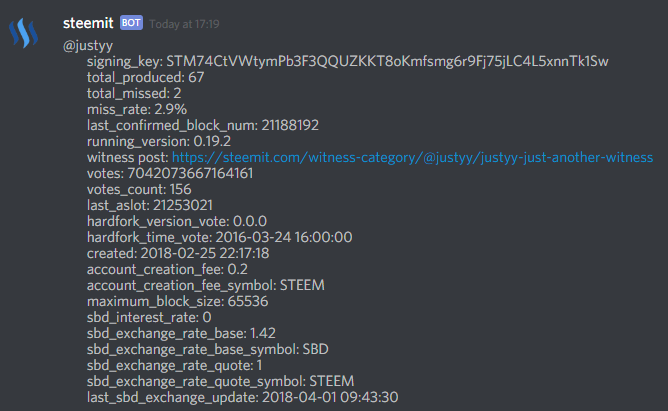 steemit BOT Today at 17:19
@justyy
signing_key: STM74CtVWtymPb3F3QQUZKKT8oKmfsmg6r9Fj75jLC4L5xnnTk1Sw
total_produced: 67
total_missed: 2
miss_rate: 2.9%
last_confirmed_block_num: 21188192
running_version: 0.19.2
witness post: https://steemit.com/witness-category/@justyy/justyy-just-another-witness
votes: 7042073667164161
votes_count: 156
last_aslot: 21253021
hardfork_version_vote: 0.0.0
hardfork_time_vote: 2016-03-24 16:00:00
created: 2018-02-25 22:17:18
account_creation_fee: 0.2
account_creation_fee_symbol: STEEM
maximum_block_size: 65536
sbd_interest_rate: 0
sbd_exchange_rate_base: 1.42
sbd_exchange_rate_base_symbol: SBD
sbd_exchange_rate_quote: 1
sbd_exchange_rate_quote_symbol: STEEM
last_sbd_exchange_update: 2018-04-01 09:43:30